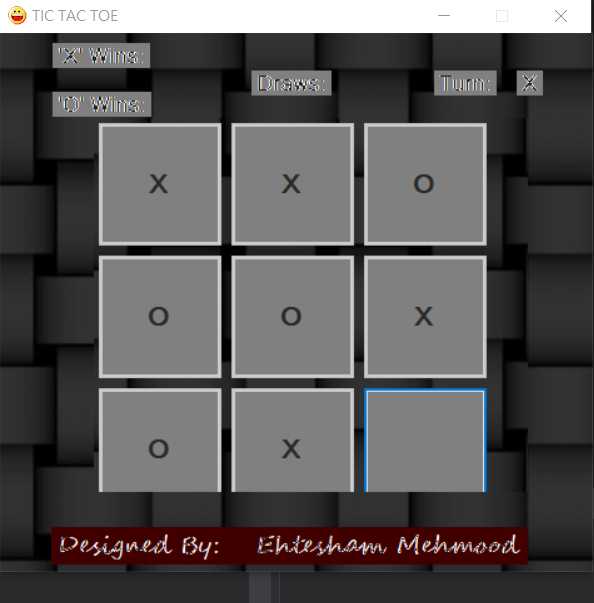 TIC TAC TOE
'X' Wins:
Draws: Turn: X
'O' Wins:
X X O
O O X
O X
Designed By: Ehtesham Mehmood